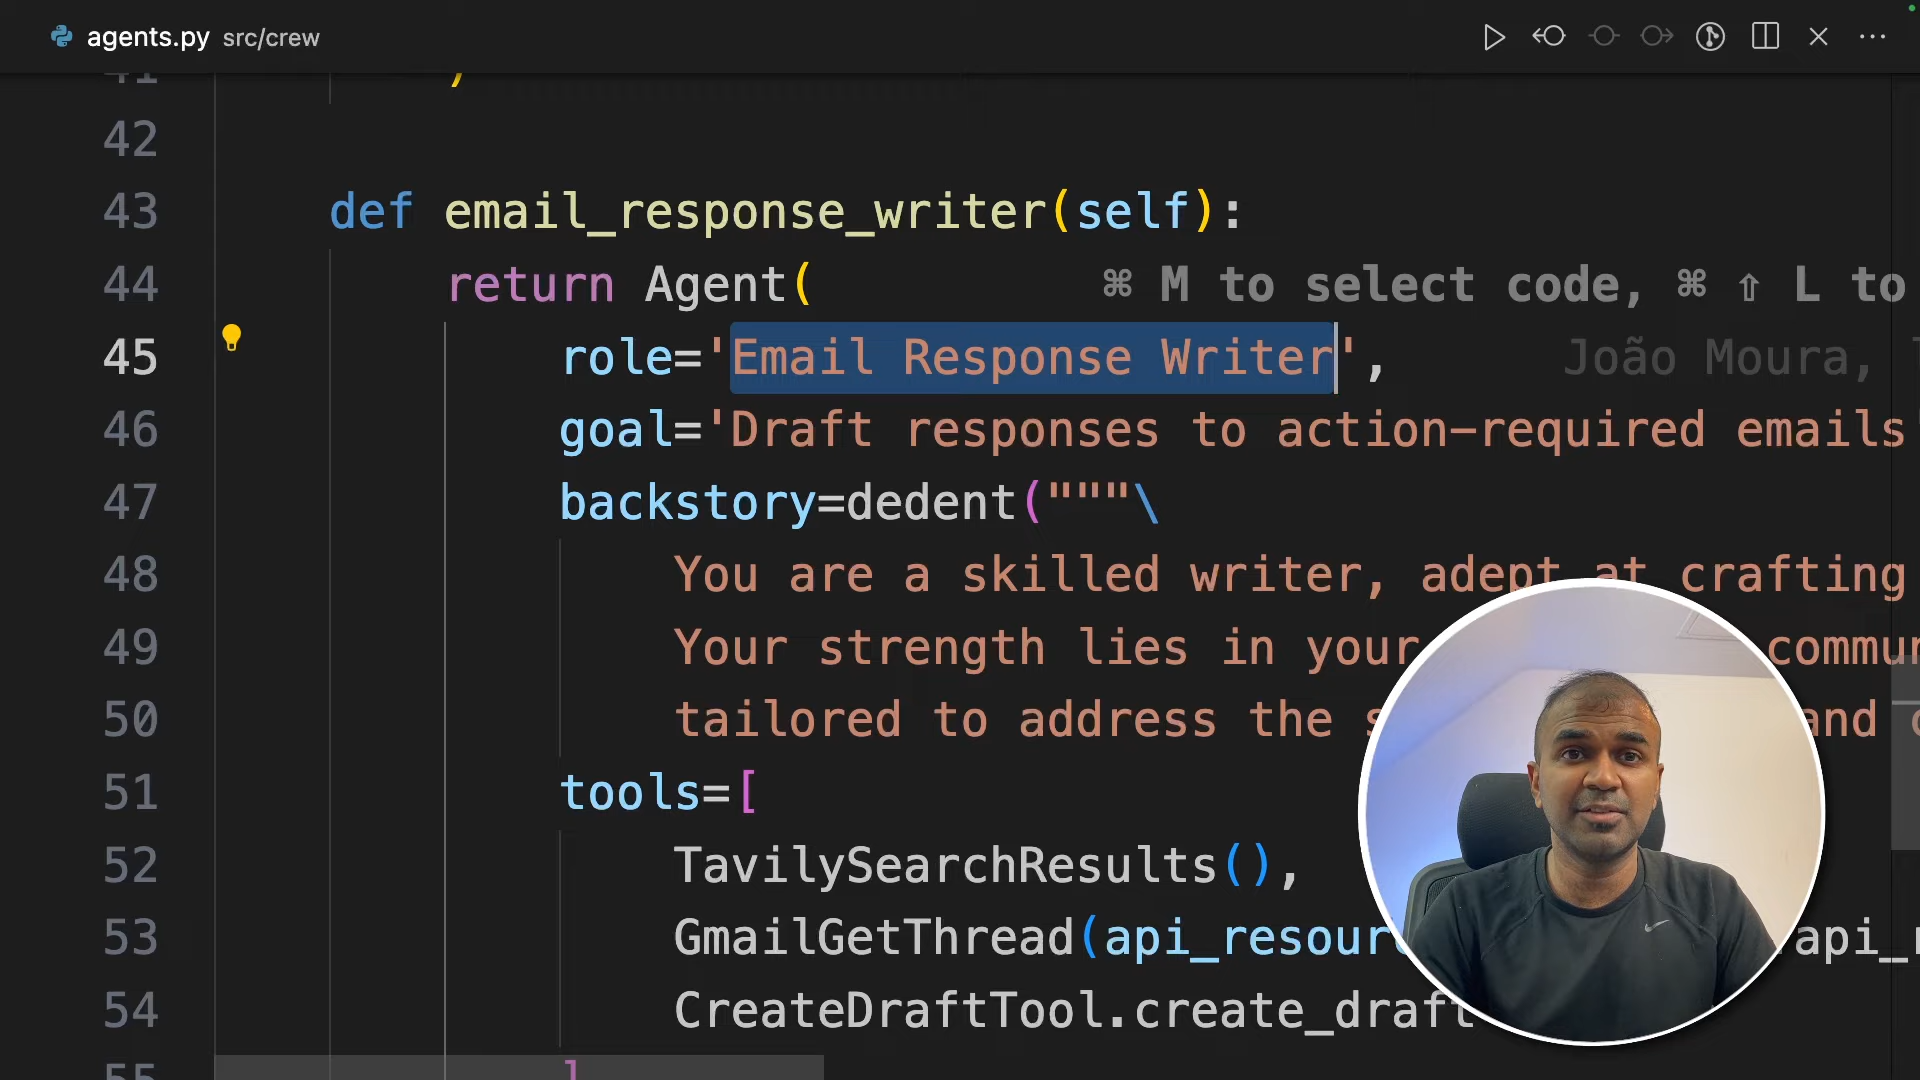 agents.py src/crew
41 )
42
43 def email_response_writer(self):
44 return Agent( ⌘ M to select code, ⌘ ⇧ L to
45 role='Email Response Writer', João Moura,
46 goal='Draft responses to action-required emails
47 backstory=dedent("""\
48 You are a skilled writer, adept at crafting
49 Your strength lies in your commun
50 tailored to address the s and
51 tools=[
52 TavilySearchResults(),
53 GmailGetThread(api_resour api_r
54 CreateDraftTool.create_draft
55 ]